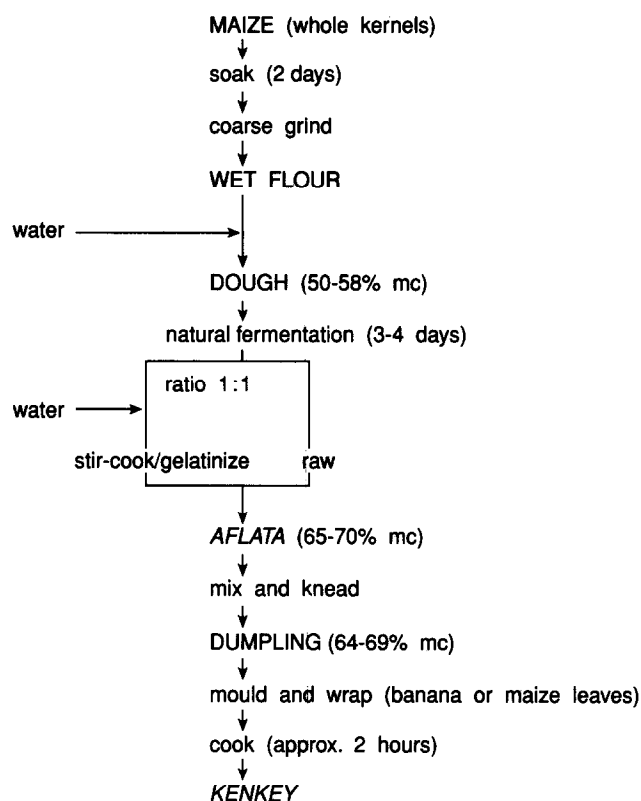 MAIZE (whole kernels)
soak (2 days)
coarse grind
WET FLOUR
water
DOUGH (50-58% mc)
natural fermentation (3-4 days)
ratio 1:1
water
stir-cook/gelatinize raw
AFLATA (65-70% mc)
mix and knead
DUMPLING (64-69% mc)
mould and wrap (banana or maize leaves)
cook (approx. 2 hours)
KENKEY